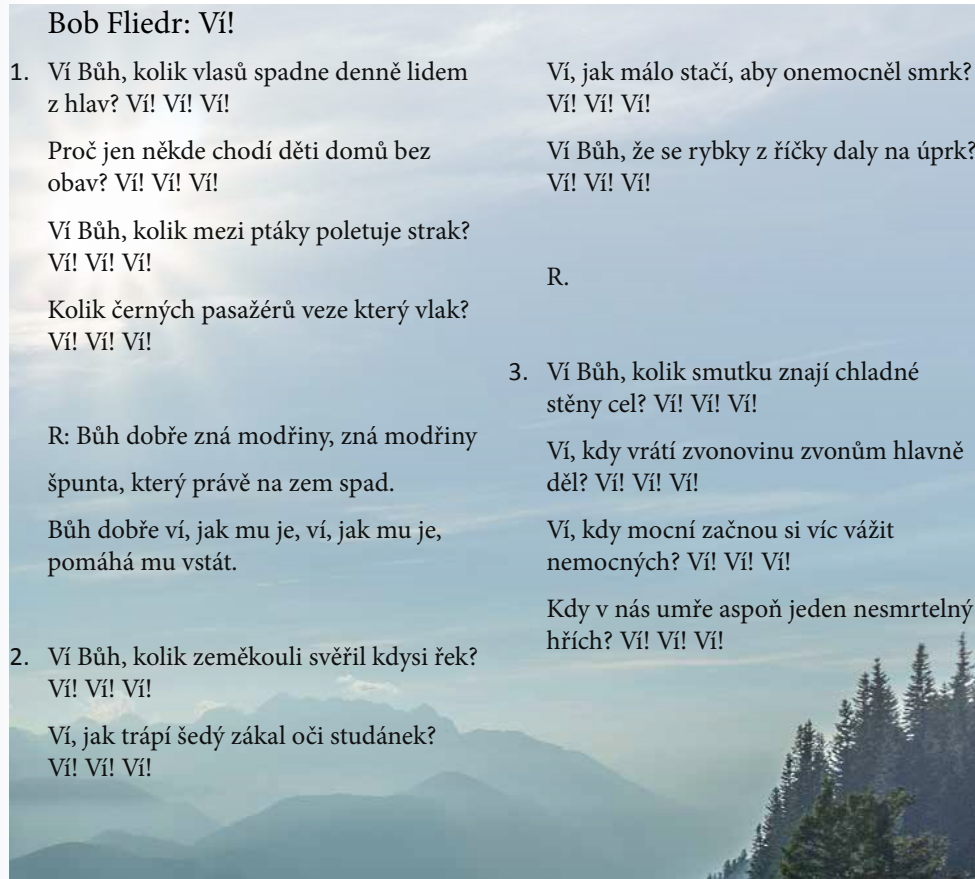 Bob Fliedr: Ví!
1. Ví Bůh, kolik vlasů spadne denně lidem
z hlav? Ví! Ví! Ví!
Proč jen někde chodí děti domů bez
obav? Ví! Ví! Ví!
Ví Bůh, kolik mezi ptáky poletuje strak?
Ví! Ví! Ví!
Kolik černých pasažérů veze který vlak?
Ví! Ví! Ví!
R: Bůh dobře zná modřiny, zná modřiny
špunta, který právě na zem spad.
Bůh dobře ví, jak mu je, ví, jak mu je,
pomáhá mu vstát.
2. Ví Bůh, kolik zeměkouli svěřil kdysi řek?
Ví! Ví! Ví!
Ví, jak trápí šedý zákal oči studánek?
Ví! Ví! Ví!
Ví, jak málo stačí, aby onemocněl smrk?
Ví! Ví! Ví!
Ví Bůh, že se rybky z říčky daly na úprk?
Ví! Ví! Ví!
R.
3. Ví Bůh, kolik smutku znají chladné
stěny cel? Ví! Ví! Ví!
Ví, kdy vrátí zvonovinu zvonům hlavně
děl? Ví! Ví! Ví!
Ví, kdy mocní začnou si víc vážit
nemocných? Ví! Ví! Ví!
Kdy v nás umře aspoň jeden nesmrtelný
hřích? Ví! Ví! Ví!